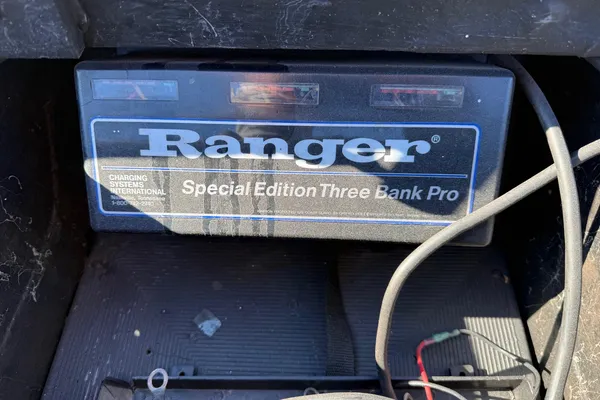 Ranger®
CHARGING
SYSTEMS
INTERNATIONAL
Special Edition Three Bank Pro